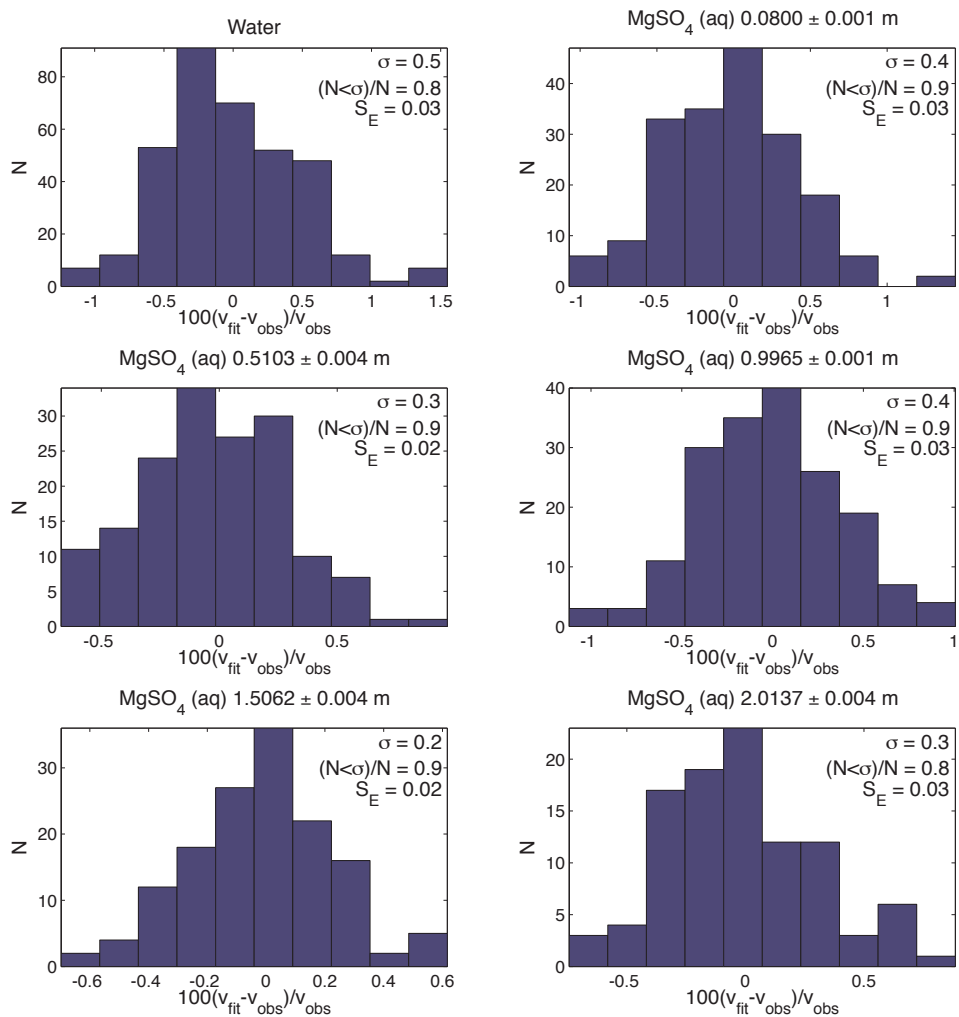 Water
σ = 0.5
(N<σ)/N = 0.8
S_E = 0.03
80
60
40
20
0
N
-1
-0.5
0
0.5
1
1.5
100(v_fit-v_obs)/v_obs
MgSO_4 (aq) 0.0800 ± 0.001 m
σ = 0.4
(N<σ)/N = 0.9
S_E = 0.03
40
30
20
10
0
N
-1
-0.5
0
0.5
1
100(v_fit-v_obs)/v_obs
MgSO_4 (aq) 0.5103 ± 0.004 m
σ = 0.3
(N<σ)/N = 0.9
S_E = 0.02
30
25
20
15
10
5
0
N
-0.5
0
0.5
100(v_fit-v_obs)/v_obs
MgSO_4 (aq) 0.9965 ± 0.001 m
σ = 0.4
(N<σ)/N = 0.9
S_E = 0.03
40
30
20
10
0
N
-1
-0.5
0
0.5
1
100(v_fit-v_obs)/v_obs
MgSO_4 (aq) 1.5062 ± 0.004 m
σ = 0.2
(N<σ)/N = 0.9
S_E = 0.02
30
20
10
0
N
-0.6
-0.4
-0.2
0
0.2
0.4
0.6
100(v_fit-v_obs)/v_obs
MgSO_4 (aq) 2.0137 ± 0.004 m
σ = 0.3
(N<σ)/N = 0.8
S_E = 0.03
20
15
10
5
0
N
-0.5
0
0.5
100(v_fit-v_obs)/v_obs